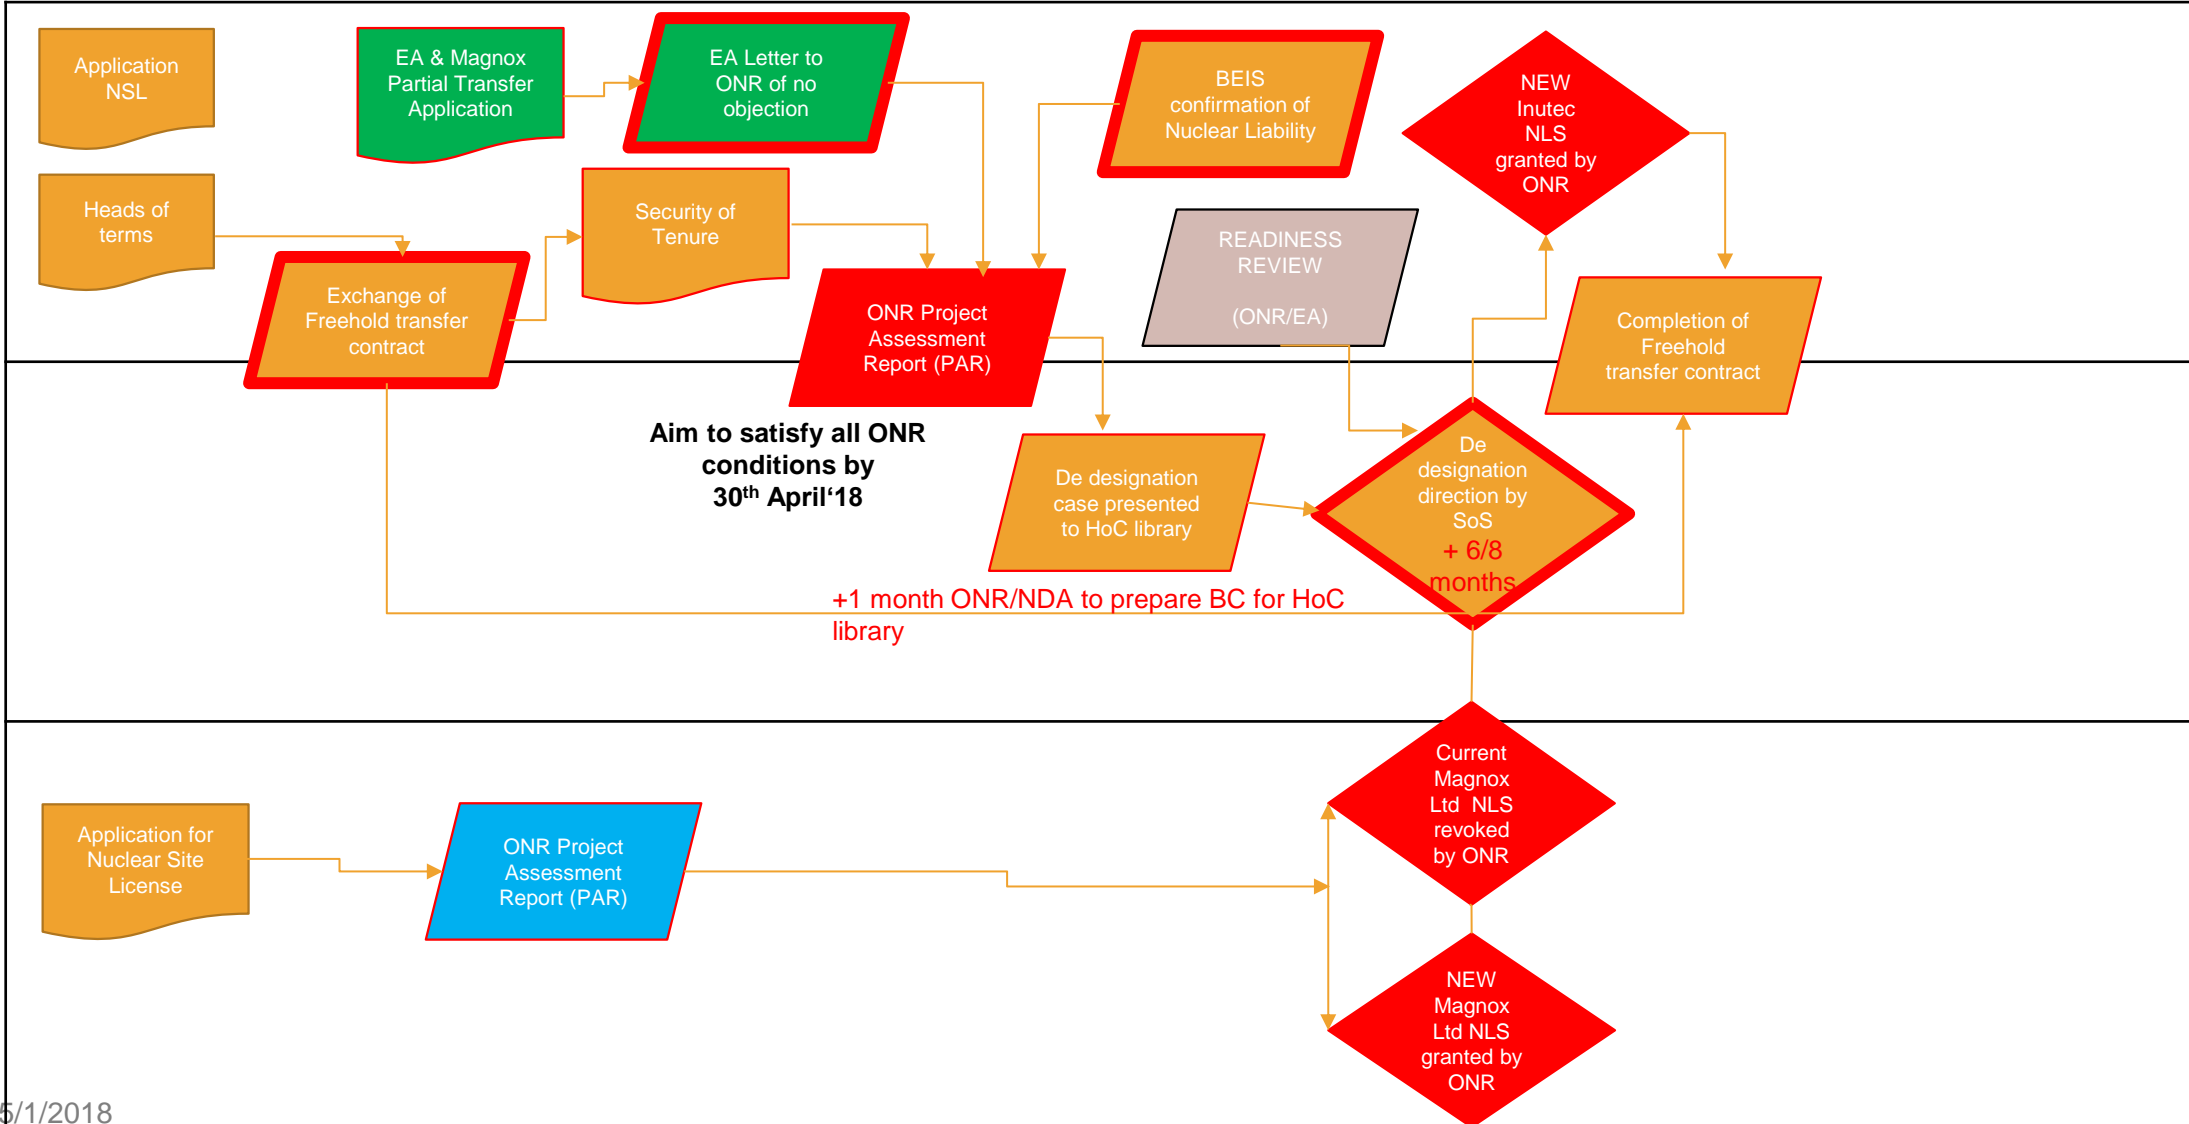 Application
NSL
EA & Magnox
Partial Transfer
Application
EA Letter to
ONR of no
objection
BEIS
confirmation of
Nuclear Liability
NEW
Inutec
NLS
granted by
ONR
Heads of
terms
Security of
Tenure
READINESS
REVIEW
(ONR/EA)
Exchange of
Freehold transfer
contract
ONR Project
Assessment
Report (PAR)
Completion of
Freehold
transfer contract
Aim to satisfy all ONR
conditions by
30th April‘18
De designation
case presented
to HoC library
De
designation
direction by
SoS
+ 6/8
months
+1 month ONR/NDA to prepare BC for HoC
library
Current
Magnox
Ltd NLS
revoked
by ONR
Application for
Nuclear Site
License
ONR Project
Assessment
Report (PAR)
NEW
Magnox
Ltd NLS
granted by
ONR
5/1/2018